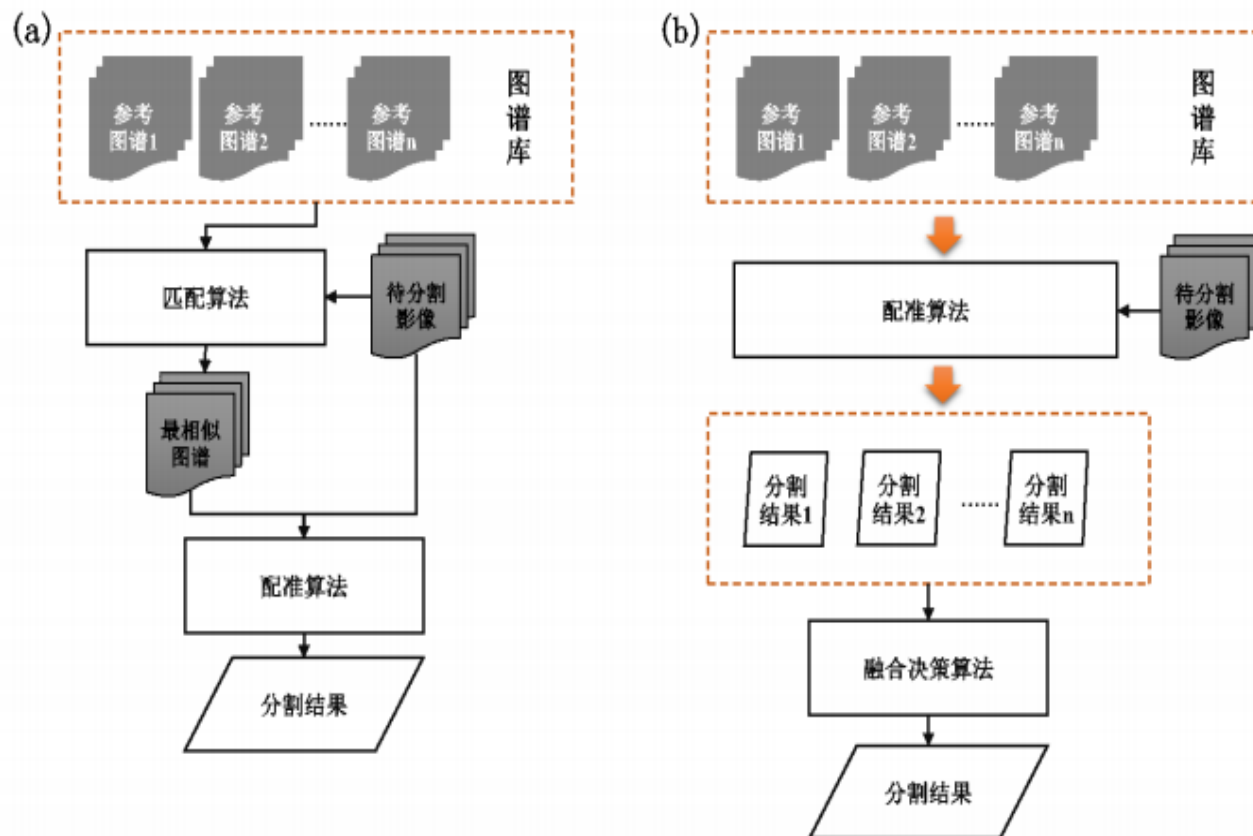 (a)
参考
图谱1
参考
图谱2
......
参考
图谱n
图
谱
库
匹配算法
待分割
影像
最相似
图谱
配准算法
分割结果
(b)
参考
图谱1
参考
图谱2
......
参考
图谱n
图
谱
库
配准算法
待分割
影像
分割
结果1
分割
结果2
......
分割
结果n
融合决策算法
分割结果